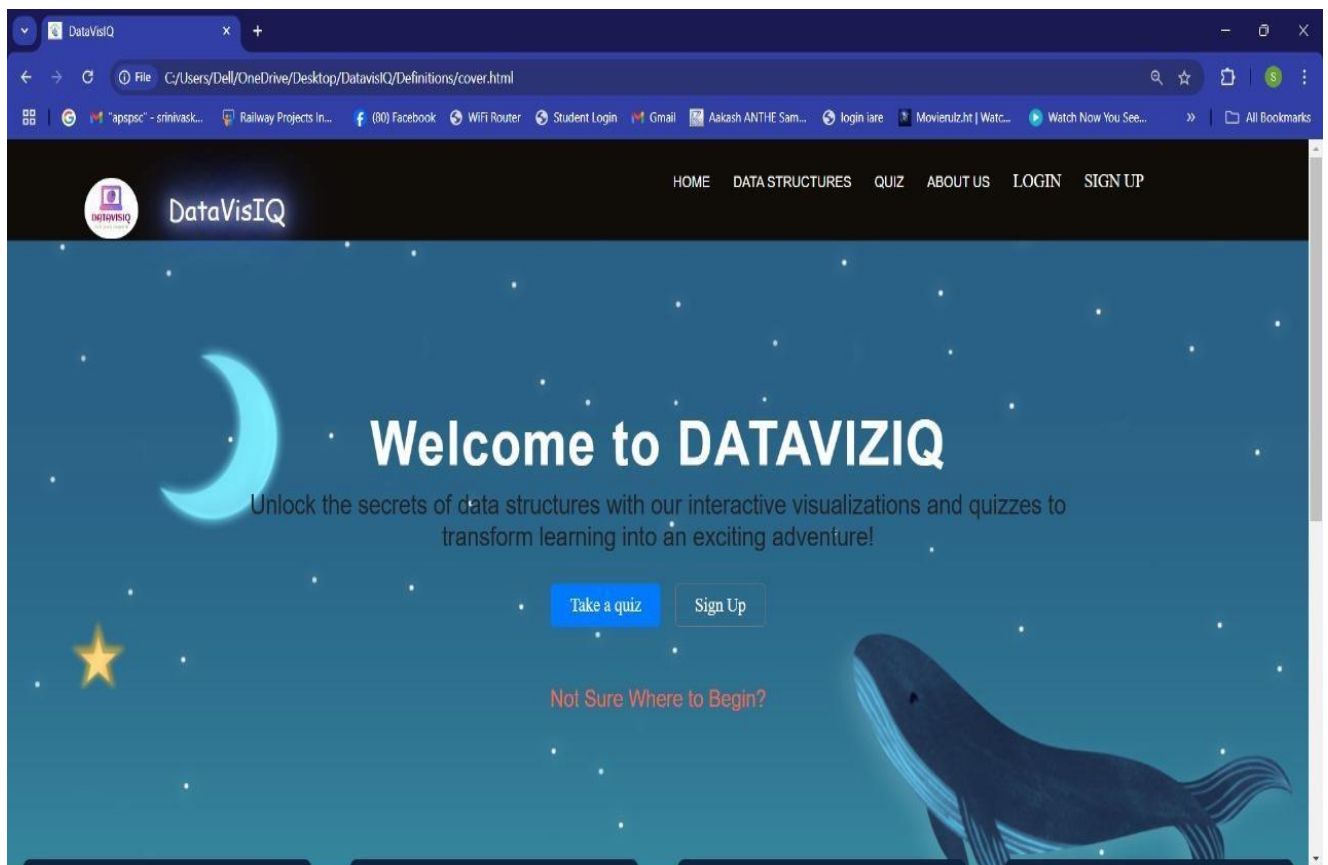 DataVisIQ
File C:/Users/Dell/OneDrive/Desktop/DatavisIQ/Definitions/cover.html
S
"apspsc" - srinivask... Railway Projects In... (80) Facebook WiFi Router Student Login Gmail Aakash ANTHE Sam... login iare Movierulz.ht | Watc... Watch Now You See... » All Bookmarks
HOME DATA STRUCTURES QUIZ ABOUT US LOGIN SIGN UP
DATAVISIQ
DataVisIQ
Welcome to DATAVIZIQ
Unlock the secrets of data structures with our interactive visualizations and quizzes to
transform learning into an exciting adventure!
Take a quiz Sign Up
Not Sure Where to Begin?